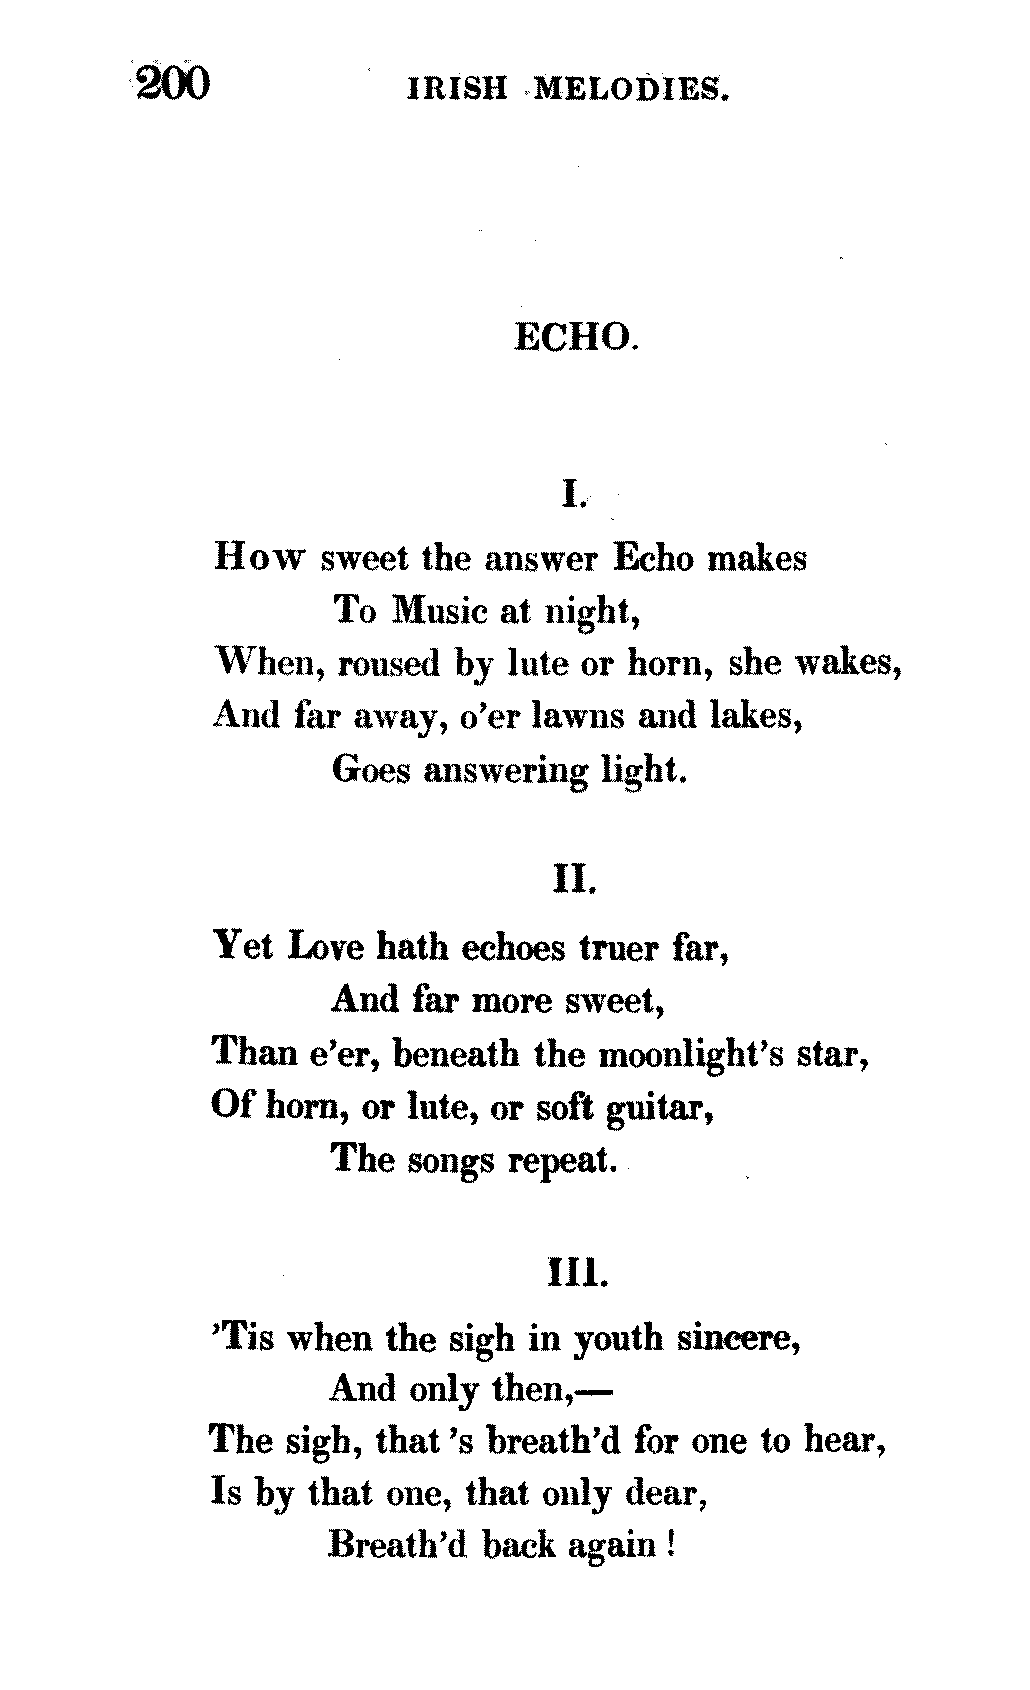 200 IRISH MELODIES.
ECHO.
I.
How sweet the answer Echo makes
To Music at night,
When, roused by lute or horn, she wakes,
And far away, o'er lawns and lakes,
Goes answering light.
II.
Yet Love hath echoes truer far,
And far more sweet,
Than e'er, beneath the moonlight's star,
Of horn, or lute, or soft guitar,
The songs repeat.
III.
'Tis when the sigh in youth sincere,
And only then,—
The sigh, that 's breath'd for one to hear,
Is by that one, that only dear,
Breath'd back again !